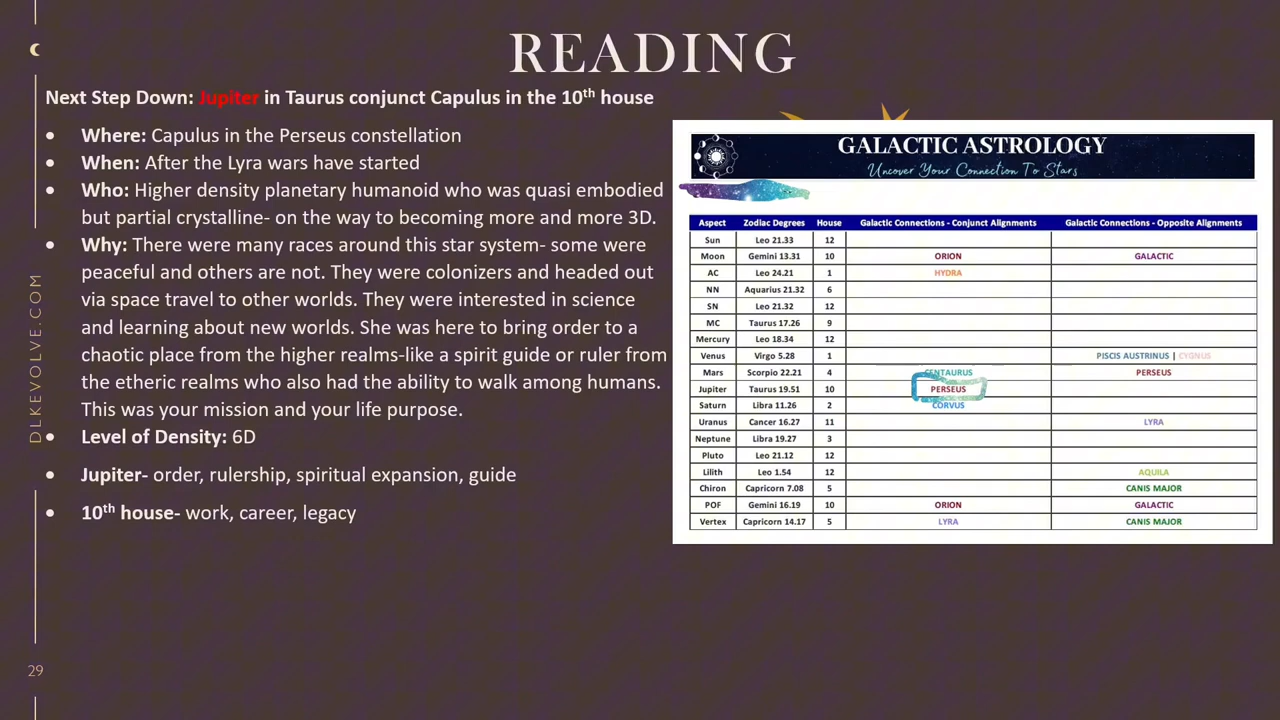 READING
Next Step Down: Jupiter in Taurus conjunct Capulus in the 10th house
• Where: Capulus in the Perseus constellation
• When: After the Lyra wars have started
• Who: Higher density planetary humanoid who was quasi embodied
but partial crystalline- on the way to becoming more and more 3D.
• Why: There were many races around this star system- some were
peaceful and others are not. They were colonizers and headed out
via space travel to other worlds. They were interested in science
and learning about new worlds. She was here to bring order to a
chaotic place from the higher realms-like a spirit guide or ruler from
the etheric realms who also had the ability to walk among humans.
This was your mission and your life purpose.
• Level of Density: 6D
• Jupiter- order, rulership, spiritual expansion, guide
• 10th house- work, career, legacy
DLKEVOLVE.COM
29
GALACTIC ASTROLOGY
Uncover Your Connection To Stars
Aspect Zodiac Degrees House Galactic Connections - Conjunct Alignments Galactic Connections - Opposite Alignments
Sun Leo 21.33 12
Moon Gemini 13.31 10 ORION GALACTIC
AC Leo 24.21 1 HYDRA
NN Aquarius 21.32 6
SN Leo 21.32 12
MC Taurus 17.26 9
Mercury Leo 18.34 12
Venus Virgo 5.28 1 PISCIS AUSTRINUS | CYGNUS
Mars Scorpio 22.21 4 CENTAURUS PERSEUS
Jupiter Taurus 19.51 10 PERSEUS
Saturn Libra 11.26 2 CORVUS
Uranus Cancer 16.27 11 LYRA
Neptune Libra 19.27 3
Pluto Leo 21.12 12
Lilith Leo 1.54 12 AQUILA
Chiron Capricorn 7.08 5 CANIS MAJOR
POF Gemini 16.19 10 ORION GALACTIC
Vertex Capricorn 14.17 5 LYRA CANIS MAJOR